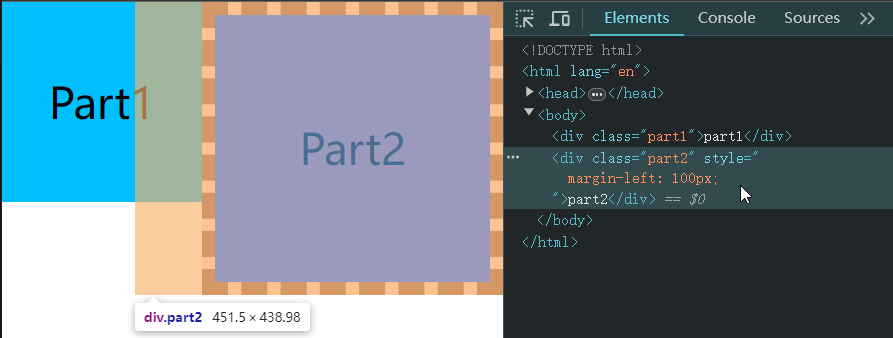 Part1
Part2
div.part2 451.5 × 438.98
Elements Console Sources
<!DOCTYPE html>
<html lang="en">
<head> </head>
<body>
<div class="part1">part1</div>
<div class="part2" style="
margin-left: 100px;
">part2</div> == $0
</body>
</html>